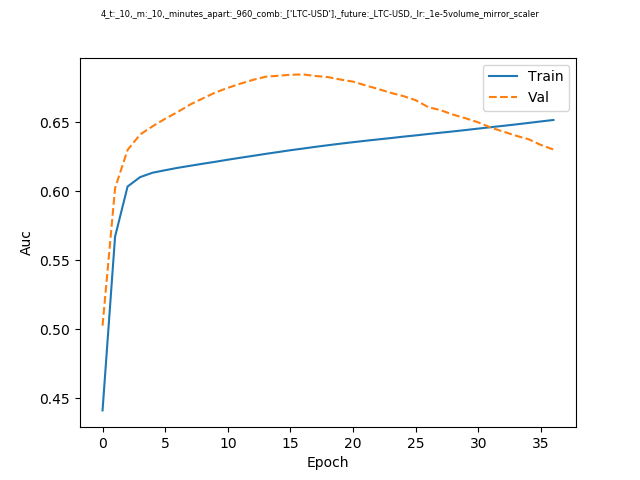 4_t:_10,_m:_10,_minutes_apart:_960_comb:_['LTC-USD'],_future:_LTC-USD,_lr:_1e-5volume_mirror_scaler
Train
Val
0.65
0.60
0.55
0.50
0.45
Auc
0 5 10 15 20 25 30 35
Epoch